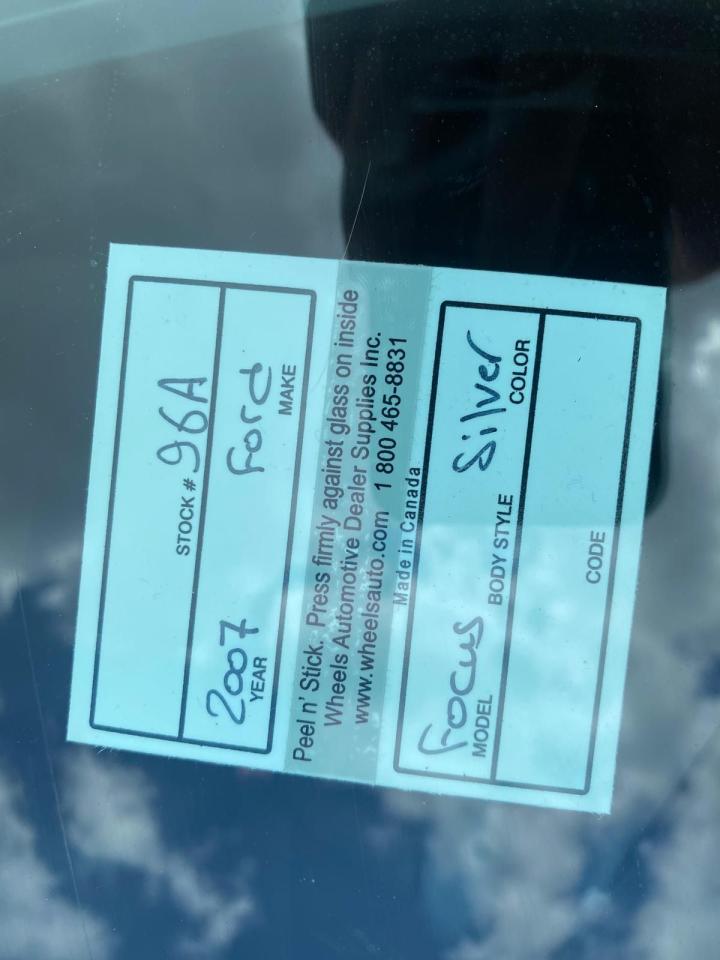 STOCK # 96A
2007 Ford
YEAR MAKE
Peel n' Stick. Press firmly against glass on inside
Wheels Automotive Dealer Supplies Inc.
www.wheelsauto.com 1 800 465-8831
Made in Canada
Focus Silver
MODEL BODY STYLE COLOR
CODE